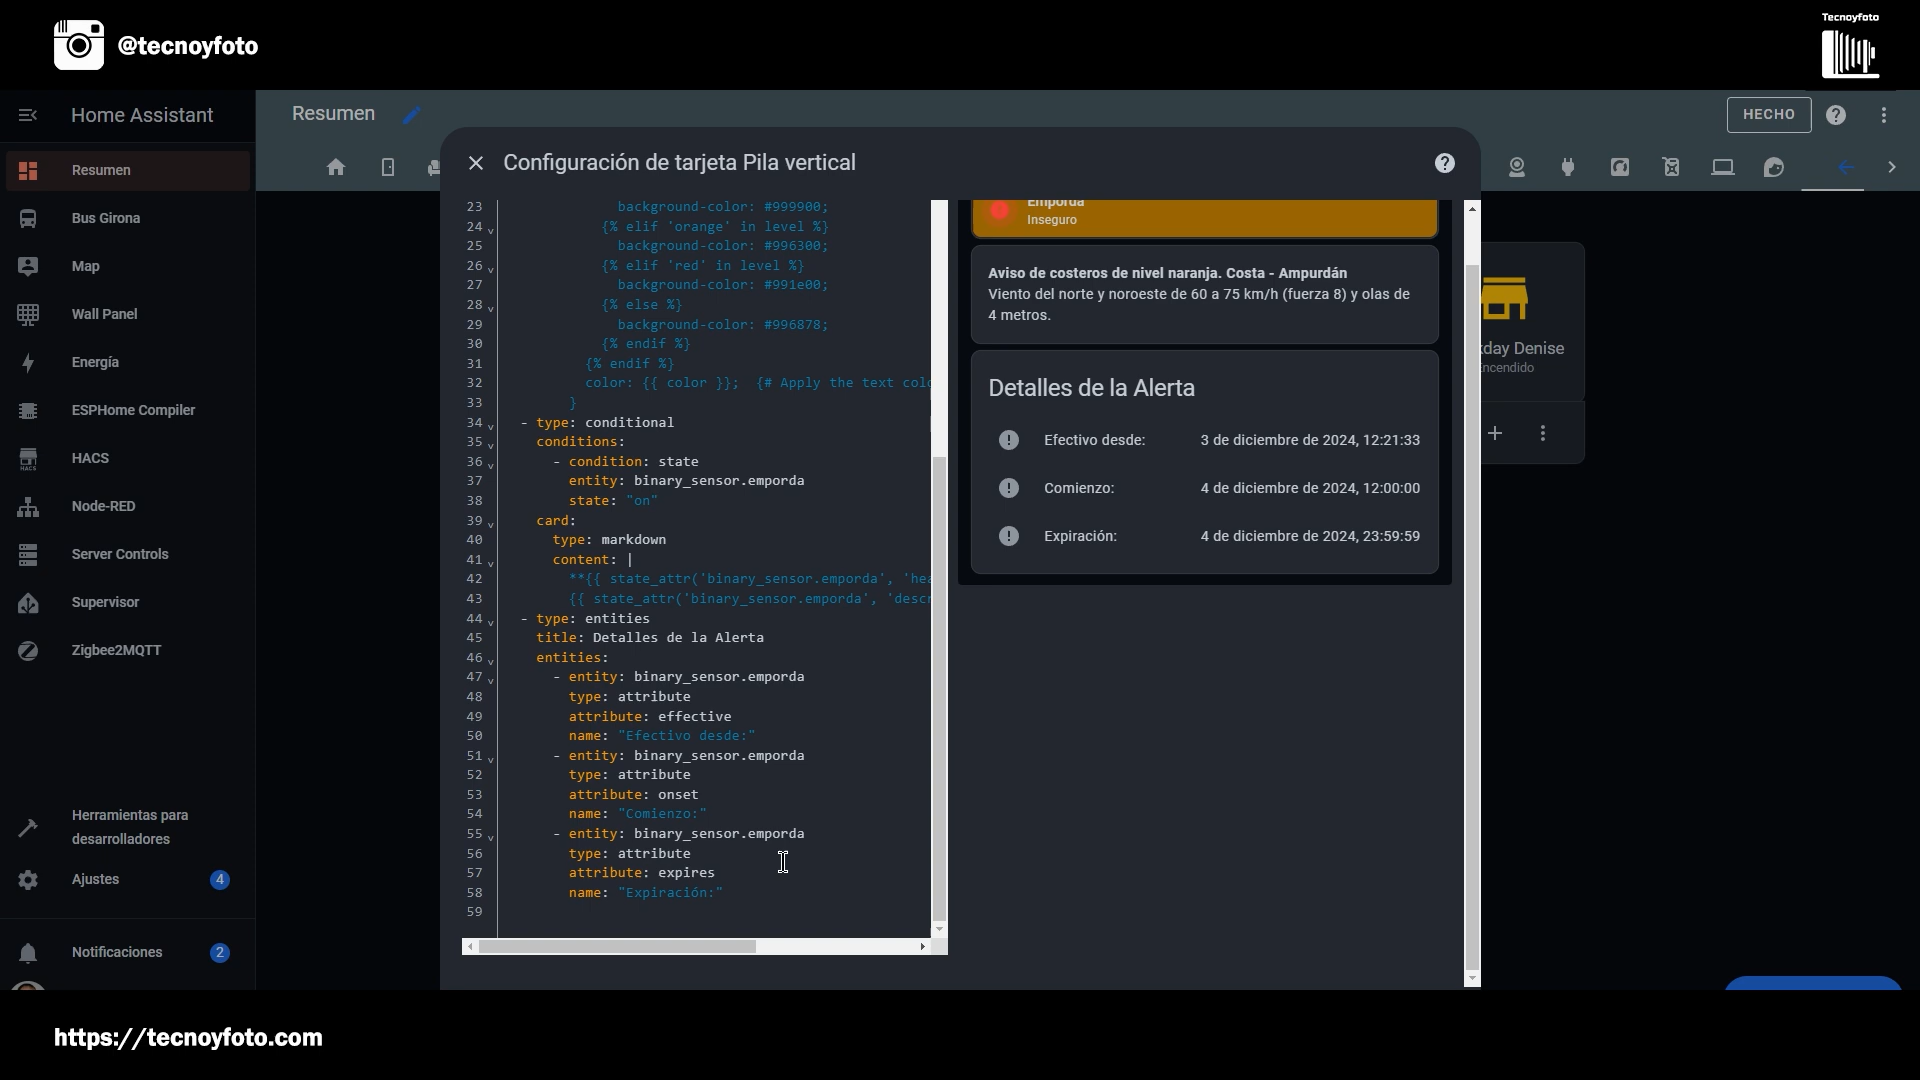 @tecnoyfoto
Tecnoyfoto
Home Assistant
Resumen
HECHO
Resumen
Bus Girona
Map
Wall Panel
Energía
ESPHome Compiler
HACS
Node-RED
Server Controls
Supervisor
Zigbee2MQTT
Herramientas para
desarrolladores
Ajustes 4
Notificaciones 2
Configuración de tarjeta Pila vertical
23 background-color: #999900;
24 {% elif 'orange' in level %}
25 background-color: #996300;
26 {% elif 'red' in level %}
27 background-color: #991e00;
28 {% else %}
29 background-color: #996878;
30 {% endif %}
31 {% endif %}
32 color: {{ color }}; {# Apply the text colo
33 }
34 - type: conditional
35 conditions:
36 - condition: state
37 entity: binary_sensor.emporda
38 state: "on"
39 card:
40 type: markdown
41 content: |
42 **{{ state_attr('binary_sensor.emporda', 'hea
43 {{ state_attr('binary_sensor.emporda', 'descr
44 - type: entities
45 title: Detalles de la Alerta
46 entities:
47 - entity: binary_sensor.emporda
48 type: attribute
49 attribute: effective
50 name: "Efectivo desde:"
51 - entity: binary_sensor.emporda
52 type: attribute
53 attribute: onset
54 name: "Comienzo:"
55 - entity: binary_sensor.emporda
56 type: attribute
57 attribute: expires
58 name: "Expiración:"
59
Emporda
Inseguro
Aviso de costeros de nivel naranja. Costa - Ampurdán
Viento del norte y noroeste de 60 a 75 km/h (fuerza 8) y olas de
4 metros.
Detalles de la Alerta
Efectivo desde: 3 de diciembre de 2024, 12:21:33
Comienzo: 4 de diciembre de 2024, 12:00:00
Expiración: 4 de diciembre de 2024, 23:59:59
kday Denise
ncendido
https://tecnoyfoto.com